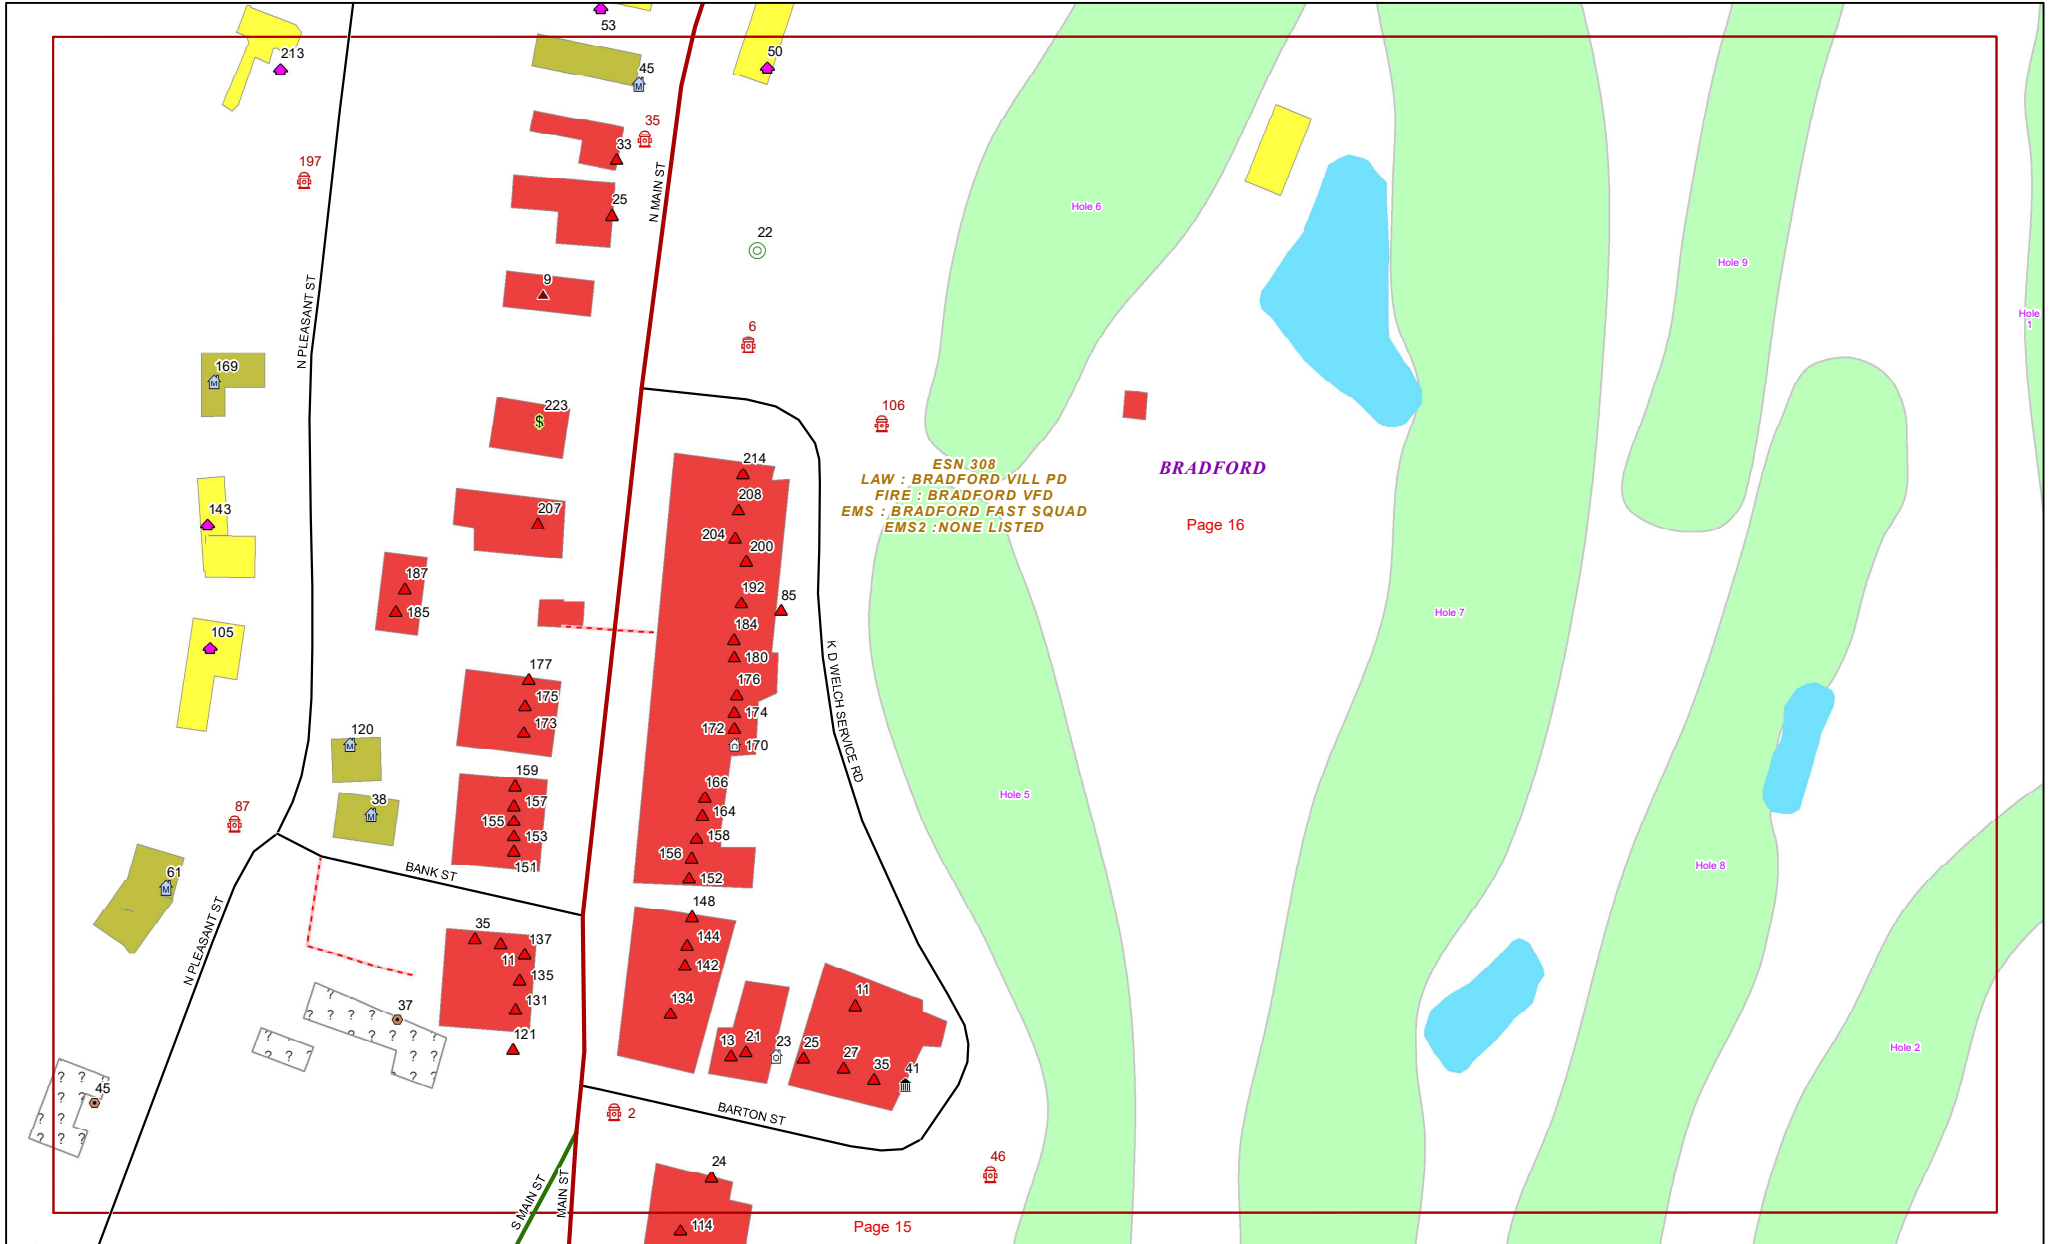 53
213
50
45
35
33
197
25
N MAIN ST
Hole 6
22
Hole 9
9
N PLEASANT ST
Hole
1
6
169
223
106
214
ESN 308
LAW : BRADFORD VILL PD
FIRE : BRADFORD VFD
EMS : BRADFORD FAST SQUAD
EMS2 :NONE LISTED
BRADFORD
Page 16
208
143
207
204
200
187
192
85
185
Hole 7
105
184
180
177
176
175
174
173
172
170
120
K D WELCH SERVICE RD
159
166
Hole 5
38
157
164
87
155
153
158
156
151
BANK ST
61
152
Hole 8
148
35
137
144
11
142
N PLEASANT ST
135
37
131
134
11
121
13
21
23
25
27
35
41
Hole 2
45
2
BARTON ST
46
24
S MAIN ST
MAIN ST
114
Page 15
? ? ? ? ? ? ? ? ? ? ? ? ? ?
? ? ?
? ? ? ? ? ? ? ?